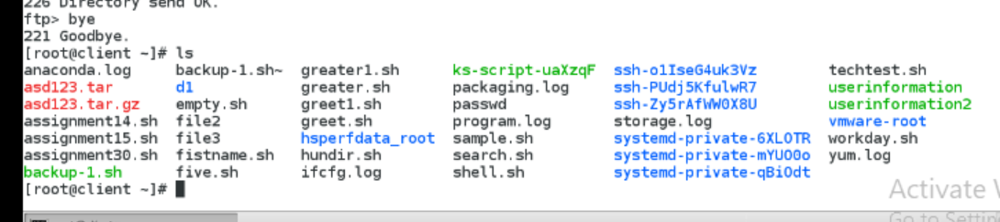 226 Directory send OK.
ftp> bye
221 Goodbye.
[root@client ~]# ls
anaconda.log   backup-1.sh~  greater1.sh      ks-script-uaXzqF  ssh-o1IseG4uk3Vz        techtest.sh
asd123.tar     d1            greater.sh       packaging.log     ssh-PUdj5KfulwR7        userinformation
asd123.tar.gz  empty.sh      greet1.sh        passwd            ssh-Zy5rAfWW0X8U        userinformation2
assignment14.sh  file2       greet.sh         program.log       storage.log             vmware-root
assignment15.sh  file3       hsperfdata_root  sample.sh         systemd-private-6XLOTR  workday.sh
assignment30.sh  fistname.sh  hundir.sh       search.sh         systemd-private-mYUO0o  yum.log
backup-1.sh    five.sh       ifcfg.log        shell.sh          systemd-private-qBiOdt
[root@client ~]#
Activate
Go to Settin